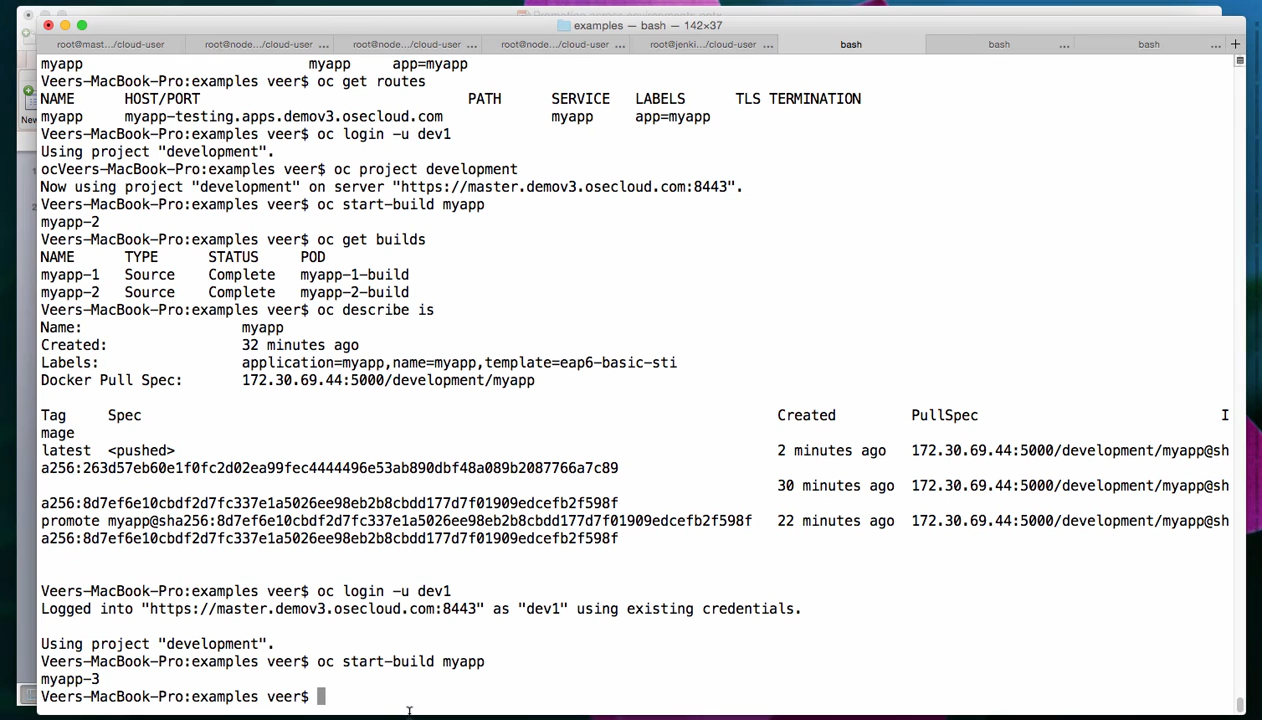 examples — bash — 142×37
root@mast.../cloud-user
root@node.../cloud-user ...
root@node.../cloud-user ...
root@node.../cloud-user ...
root@jenki.../cloud-user ...
bash
bash ...
bash ...
New
myapp myapp app=myapp
Veers-MacBook-Pro:examples veer$ oc get routes
NAME HOST/PORT PATH SERVICE LABELS TLS TERMINATION
myapp myapp-testing.apps.demov3.osecloud.com myapp app=myapp
Veers-MacBook-Pro:examples veer$ oc login -u dev1
Using project "development".
ocVeers-MacBook-Pro:examples veer$ oc project development
Now using project "development" on server "https://master.demov3.osecloud.com:8443".
Veers-MacBook-Pro:examples veer$ oc start-build myapp
myapp-2
Veers-MacBook-Pro:examples veer$ oc get builds
NAME TYPE STATUS POD
myapp-1 Source Complete myapp-1-build
myapp-2 Source Complete myapp-2-build
Veers-MacBook-Pro:examples veer$ oc describe is
Name: myapp
Created: 32 minutes ago
Labels: application=myapp,name=myapp,template=eap6-basic-sti
Docker Pull Spec: 172.30.69.44:5000/development/myapp
Tag Spec Created PullSpec I
mage
latest <pushed> 2 minutes ago 172.30.69.44:5000/development/myapp@sh
a256:263d57eb60e1f0fc2d02ea99fec4444496e53ab890dbf48a089b2087766a7c89
30 minutes ago 172.30.69.44:5000/development/myapp@sh
a256:8d7ef6e10cbdf2d7fc337e1a5026ee98eb2b8cbdd177d7f01909edcefb2f598f
promote myapp@sha256:8d7ef6e10cbdf2d7fc337e1a5026ee98eb2b8cbdd177d7f01909edcefb2f598f 22 minutes ago 172.30.69.44:5000/development/myapp@sh
a256:8d7ef6e10cbdf2d7fc337e1a5026ee98eb2b8cbdd177d7f01909edcefb2f598f
Veers-MacBook-Pro:examples veer$ oc login -u dev1
Logged into "https://master.demov3.osecloud.com:8443" as "dev1" using existing credentials.
Using project "development".
Veers-MacBook-Pro:examples veer$ oc start-build myapp
myapp-3
Veers-MacBook-Pro:examples veer$